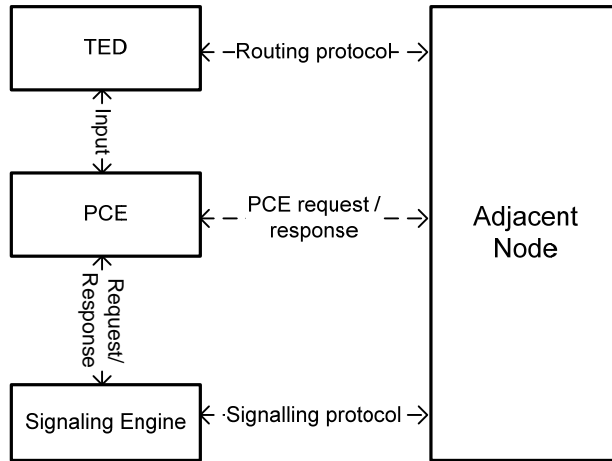 TED
Routing protocol
Input
PCE
PCE request /
response
Adjacent
Node
Request/
Response
Signaling Engine
Signalling protocol